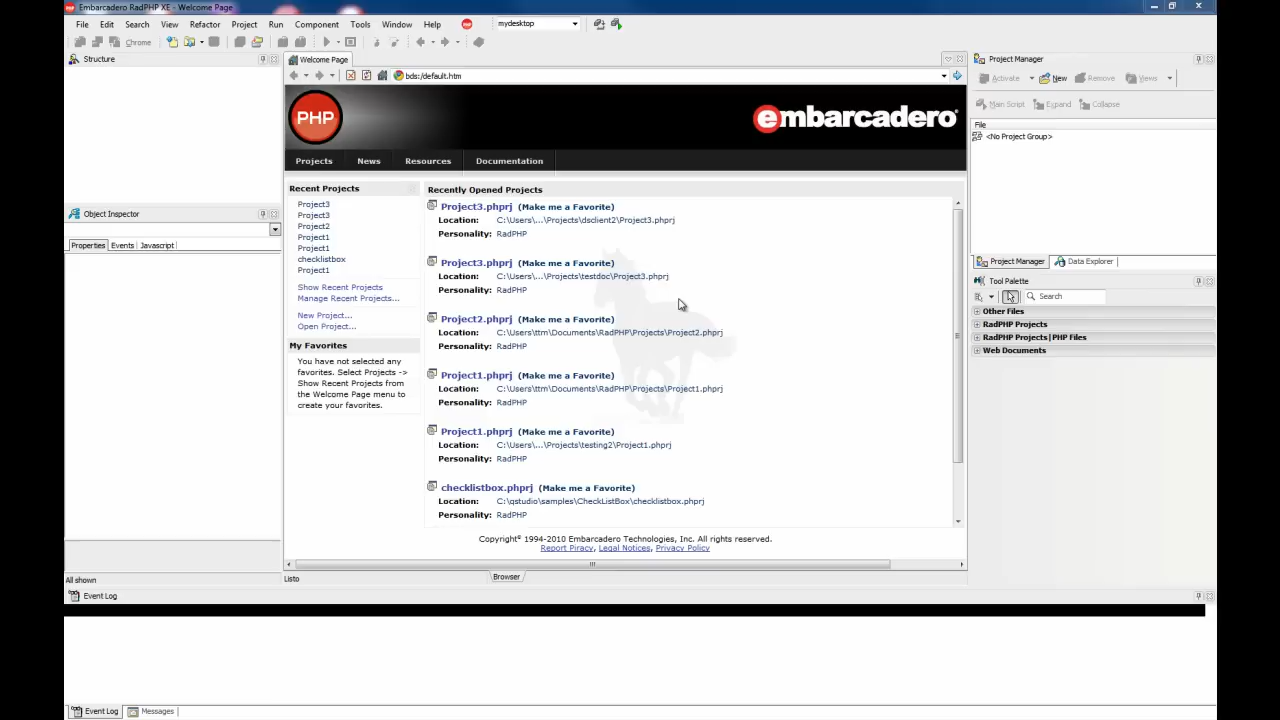 Embarcadero RadPHP XE - Welcome Page
File Edit Search View Refactor Project Run Component Tools Window Help PHP mydesktop
Chrome
Structure
Object Inspector
Properties Events Javascript
All shown
Welcome Page
bds:/default.htm
PHP embarcadero
Projects News Resources Documentation
Recent Projects
Project3
Project3
Project2
Project1
Project1
checklistbox
Project1
Show Recent Projects
Manage Recent Projects...
New Project...
Open Project...
My Favorites
You have not selected any
favorites. Select Projects ->
Show Recent Projects from
the Welcome Page menu to
create your favorites.
Recently Opened Projects
Project3.phprj (Make me a Favorite)
Location: C:\Users\...\Projects\dsclient2\Project3.phprj
Personality: RadPHP
Project3.phprj (Make me a Favorite)
Location: C:\Users\...\Projects\testdoc\Project3.phprj
Personality: RadPHP
Project2.phprj (Make me a Favorite)
Location: C:\Users\ttm\Documents\RadPHP\Projects\Project2.phprj
Personality: RadPHP
Project1.phprj (Make me a Favorite)
Location: C:\Users\ttm\Documents\RadPHP\Projects\Project1.phprj
Personality: RadPHP
Project1.phprj (Make me a Favorite)
Location: C:\Users\...\Projects\testing2\Project1.phprj
Personality: RadPHP
checklistbox.phprj (Make me a Favorite)
Location: C:\qstudio\samples\CheckListBox\checklistbox.phprj
Personality: RadPHP
Copyright© 1994-2010 Embarcadero Technologies, Inc. All rights reserved.
Report Piracy, Legal Notices, Privacy Policy
Listo Browser
Project Manager
Activate New Remove Views
Main Script Expand Collapse
File
<No Project Group>
Project Manager Data Explorer
Tool Palette
Search
Other Files
RadPHP Projects
RadPHP Projects|PHP Files
Web Documents
Event Log
Event Log Messages